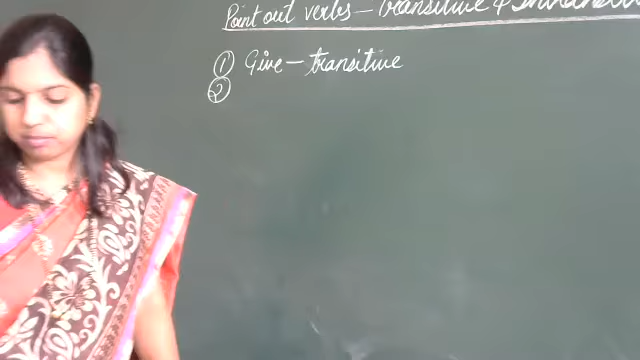 Point out verbs – transitive &
① Give – transitive
②